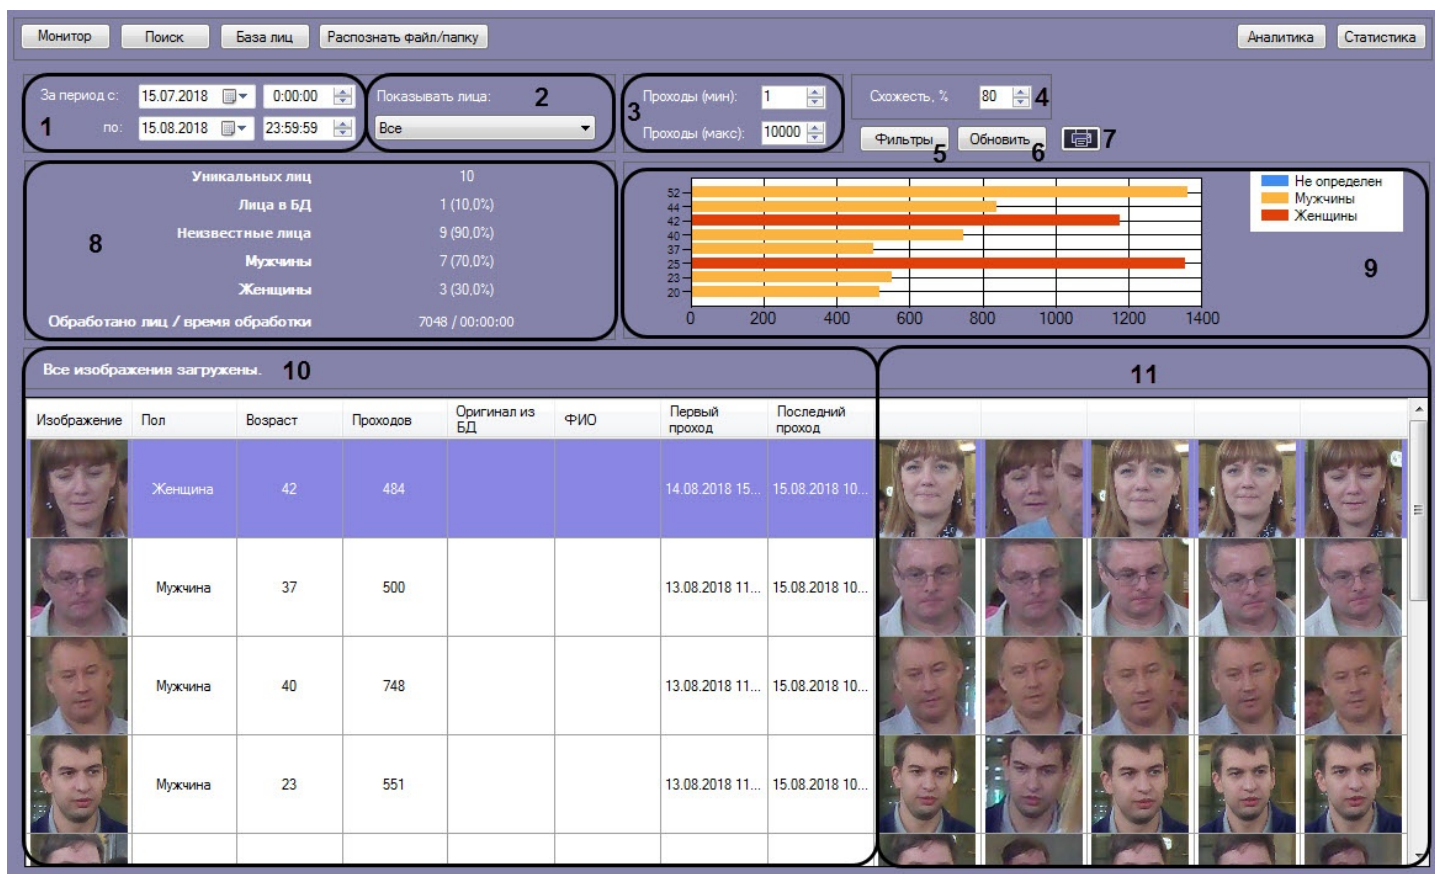 Монитор Поиск База лиц Распознать файл/папку Аналитика Статистика
За период с: 15.07.2018 0:00:00
1 по: 15.08.2018 23:59:59
Показывать лица: 2
Все
Проходы (мин): 1
3
Проходы (макс): 10000
Схожесть, % 80 4
Фильтры 5 Обновить 6 7
Уникальных лиц 10
Лица в БД 1 (10,0%)
Неизвестные лица 9 (90,0%)
8
Мужчины 7 (70,0%)
Женщины 3 (30,0%)
Обработано лиц / время обработки 7048 / 00:00:00
52
44
42
40
37
25
23
20
0 200 400 600 800 1000 1200 1400
Не определен
Мужчины
Женщины
9
Все изображения загружены. 10
11
Изображение Пол Возраст Проходов Оригинал из БД ФИО Первый проход Последний проход
Женщина 42 484 14.08.2018 15... 15.08.2018 10...
Мужчина 37 500 13.08.2018 11... 15.08.2018 10...
Мужчина 40 748 13.08.2018 11... 15.08.2018 10...
Мужчина 23 551 13.08.2018 11... 15.08.2018 10...